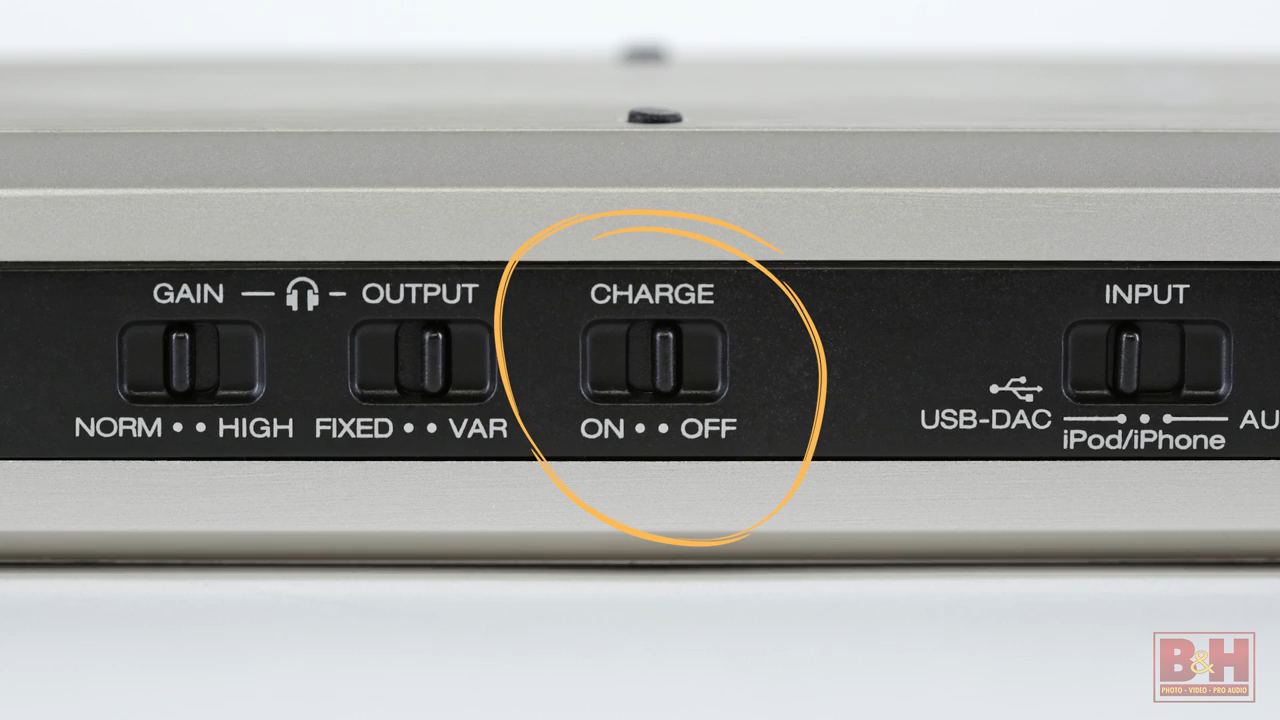 GAIN OUTPUT CHARGE INPUT
NORM •• HIGH FIXED •• VAR ON •• OFF USB-DAC
iPod/iPhone
B&H
PHOTO - VIDEO - PRO AUDIO